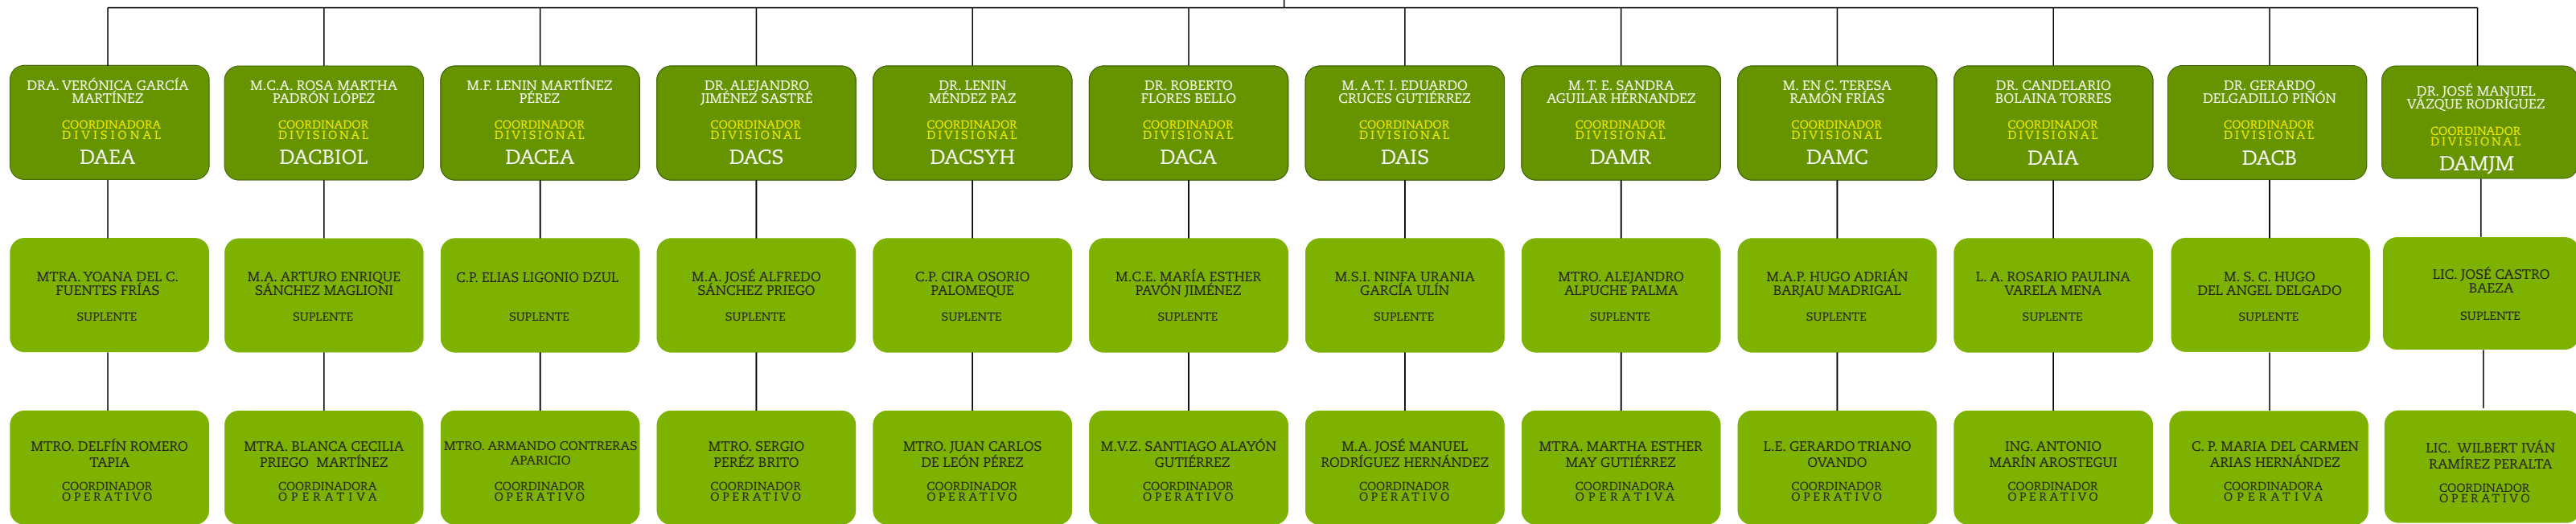 DRA. VERÓNICA GARCÍA
MARTÍNEZ
COORDINADORA
DIVISIONAL
DAEA
M.C.A. ROSA MARTHA
PADRÓN LÓPEZ
COORDINADOR
DIVISIONAL
DACBIOL
M.F. LENIN MARTÍNEZ
PÉREZ
COORDINADOR
DIVISIONAL
DACEA
DR. ALEJANDRO
JIMÉNEZ SASTRÉ
COORDINADOR
DIVISIONAL
DACS
DR. LENIN
MÉNDEZ PAZ
COORDINADOR
DIVISIONAL
DACSYH
DR. ROBERTO
FLORES BELLO
COORDINADOR
DIVISIONAL
DACA
M. A.T. I. EDUARDO
CRUCES GUTIÉRREZ
COORDINADOR
DIVISIONAL
DAIS
M. T. E. SANDRA
AGUILAR HÉRNANDEZ
COORDINADOR
DIVISIONAL
DAMR
M. EN C. TERESA
RAMÓN FRÍAS
COORDINADOR
DIVISIONAL
DAMC
DR. CANDELARIO
BOLAINA TORRES
COORDINADOR
DIVISIONAL
DAIA
DR. GERARDO
DELGADILLO PIÑÓN
COORDINADOR
DIVISIONAL
DACB
DR. JOSÉ MANUEL
VÁZQUE RODRÍGUEZ
COORDINADOR
DIVISIONAL
DAMJM
MTRA. YOANA DEL C.
FUENTES FRÍAS
SUPLENTE
M.A. ARTURO ENRIQUE
SÁNCHEZ MAGLIONI
SUPLENTE
C.P. ELIAS LIGONIO DZUL
SUPLENTE
M.A. JOSÉ ALFREDO
SÁNCHEZ PRIEGO
SUPLENTE
C.P. CIRA OSORIO
PALOMEQUE
SUPLENTE
M.C.E. MARÍA ESTHER
PAVÓN JIMÉNEZ
SUPLENTE
M.S.I. NINFA URANIA
GARCÍA ULÍN
SUPLENTE
MTRO. ALEJANDRO
ALPUCHE PALMA
SUPLENTE
M.A.P. HUGO ADRIÁN
BARJAU MADRIGAL
SUPLENTE
L. A. ROSARIO PAULINA
VARELA MENA
SUPLENTE
M. S. C. HUGO
DEL ANGEL DELGADO
SUPLENTE
LIC. JOSÉ CASTRO
BAEZA
SUPLENTE
MTRO. DELFÍN ROMERO
TAPIA
COORDINADOR
OPERATIVO
MTRA. BLANCA CECILIA
PRIEGO MARTÍNEZ
COORDINADORA
OPERATIVA
MTRO. ARMANDO CONTRERAS
APARICIO
COORDINADOR
OPERATIVO
MTRO. SERGIO
PERÉZ BRITO
COORDINADOR
OPERATIVO
MTRO. JUAN CARLOS
DE LEÓN PÉREZ
COORDINADOR
OPERATIVO
M.V.Z. SANTIAGO ALAYÓN
GUTIÉRREZ
COORDINADOR
OPERATIVO
M.A. JOSÉ MANUEL
RODRÍGUEZ HERNÁNDEZ
COORDINADOR
OPERATIVO
MTRA. MARTHA ESTHER
MAY GUTIÉRREZ
COORDINADORA
OPERATIVA
L.E. GERARDO TRIANO
OVANDO
COORDINADOR
OPERATIVO
ING. ANTONIO
MARÍN AROSTEGUI
COORDINADOR
OPERATIVO
C. P. MARIA DEL CARMEN
ARIAS HERNÁNDEZ
COORDINADORA
OPERATIVA
LIC. WILBERT IVÁN
RAMÍREZ PERALTA
COORDINADOR
OPERATIVO